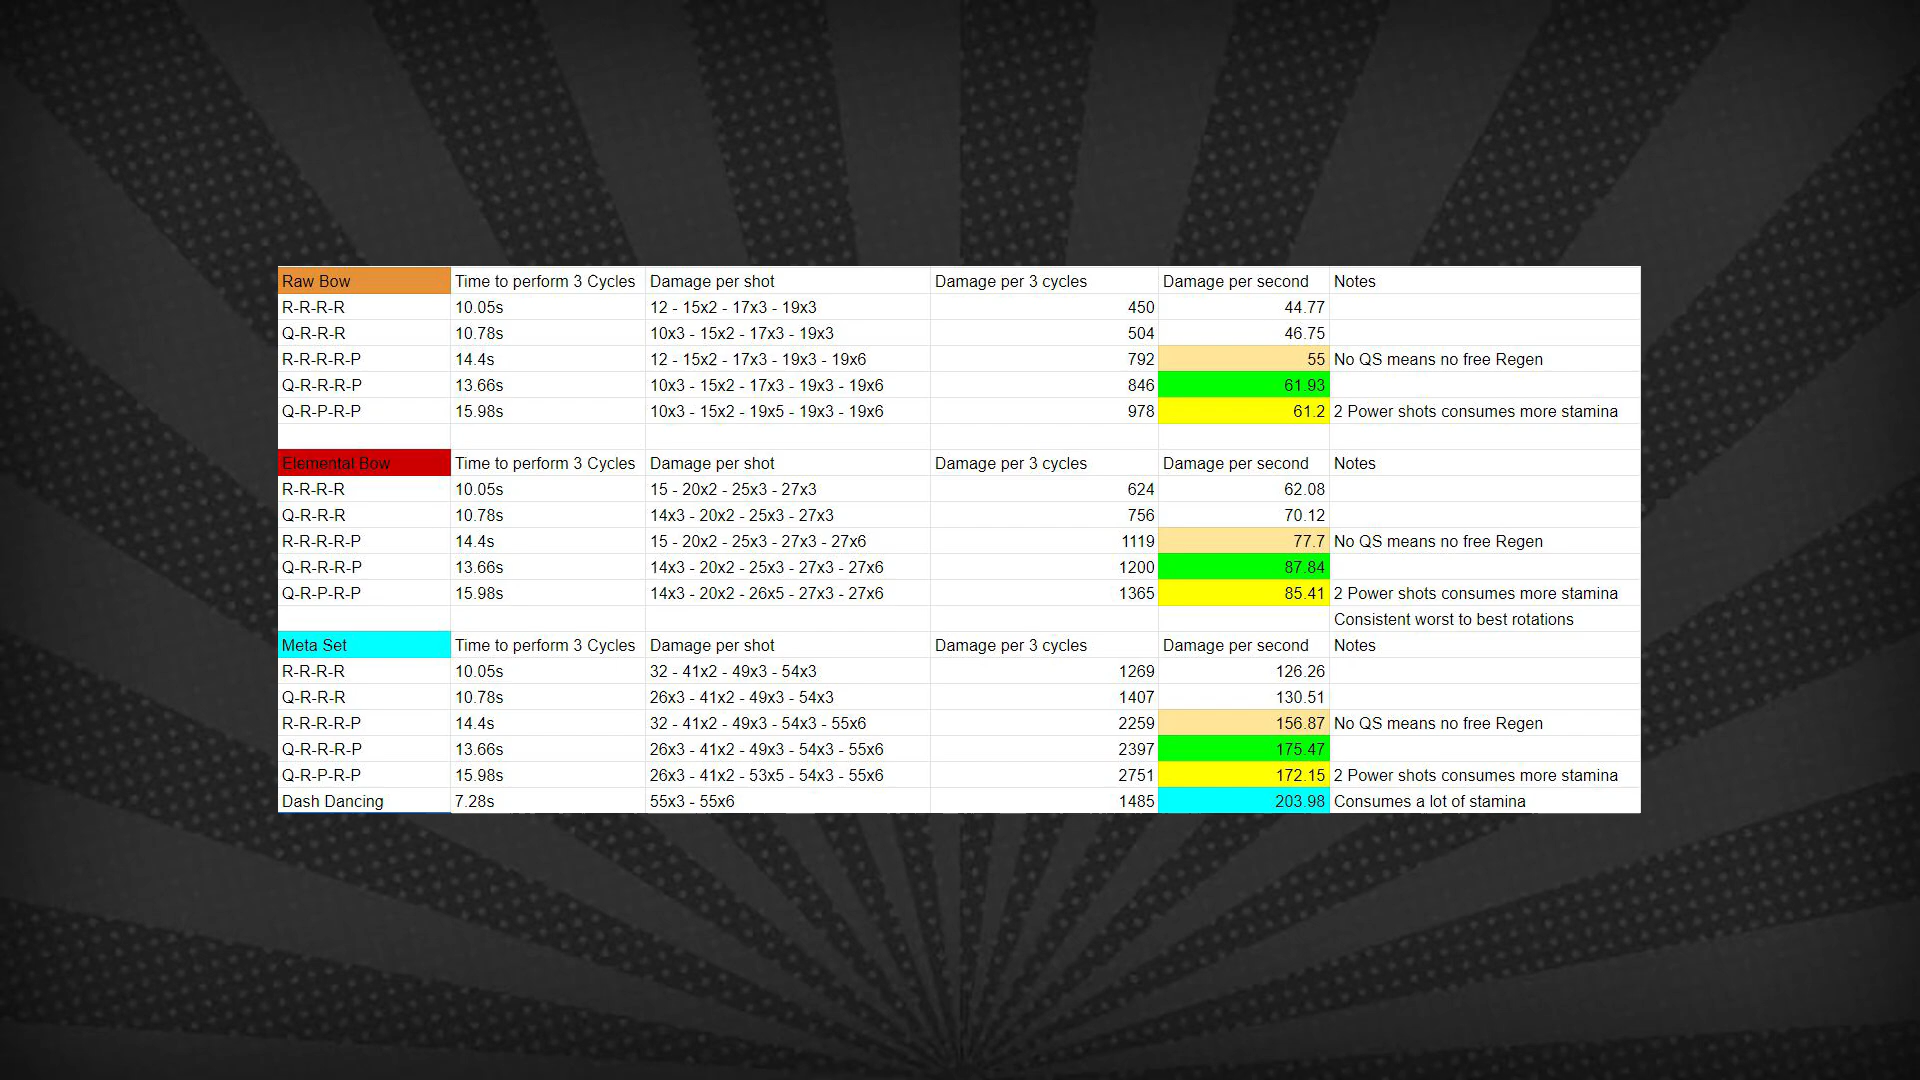 Raw Bow Time to perform 3 Cycles Damage per shot Damage per 3 cycles Damage per second Notes
R-R-R-R 10.05s 12 - 15x2 - 17x3 - 19x3 450 44.77
Q-R-R-R 10.78s 10x3 - 15x2 - 17x3 - 19x3 504 46.75
R-R-R-R-P 14.4s 12 - 15x2 - 17x3 - 19x3 - 19x6 792 55 No QS means no free Regen
Q-R-R-R-P 13.66s 10x3 - 15x2 - 17x3 - 19x3 - 19x6 846 61.93
Q-R-P-R-P 15.98s 10x3 - 15x2 - 19x5 - 19x3 - 19x6 978 61.2 2 Power shots consumes more stamina
Elemental Bow Time to perform 3 Cycles Damage per shot Damage per 3 cycles Damage per second Notes
R-R-R-R 10.05s 15 - 20x2 - 25x3 - 27x3 624 62.08
Q-R-R-R 10.78s 14x3 - 20x2 - 25x3 - 27x3 756 70.12
R-R-R-R-P 14.4s 15 - 20x2 - 25x3 - 27x3 - 27x6 1119 77.7 No QS means no free Regen
Q-R-R-R-P 13.66s 14x3 - 20x2 - 25x3 - 27x3 - 27x6 1200 87.84
Q-R-P-R-P 15.98s 14x3 - 20x2 - 26x5 - 27x3 - 27x6 1365 85.41 2 Power shots consumes more stamina
Consistent worst to best rotations
Meta Set Time to perform 3 Cycles Damage per shot Damage per 3 cycles Damage per second Notes
R-R-R-R 10.05s 32 - 41x2 - 49x3 - 54x3 1269 126.26
Q-R-R-R 10.78s 26x3 - 41x2 - 49x3 - 54x3 1407 130.51
R-R-R-R-P 14.4s 32 - 41x2 - 49x3 - 54x3 - 55x6 2259 156.87 No QS means no free Regen
Q-R-R-R-P 13.66s 26x3 - 41x2 - 49x3 - 54x3 - 55x6 2397 175.47
Q-R-P-R-P 15.98s 26x3 - 41x2 - 53x5 - 54x3 - 55x6 2751 172.15 2 Power shots consumes more stamina
Dash Dancing 7.28s 55x3 - 55x6 1485 203.98 Consumes a lot of stamina